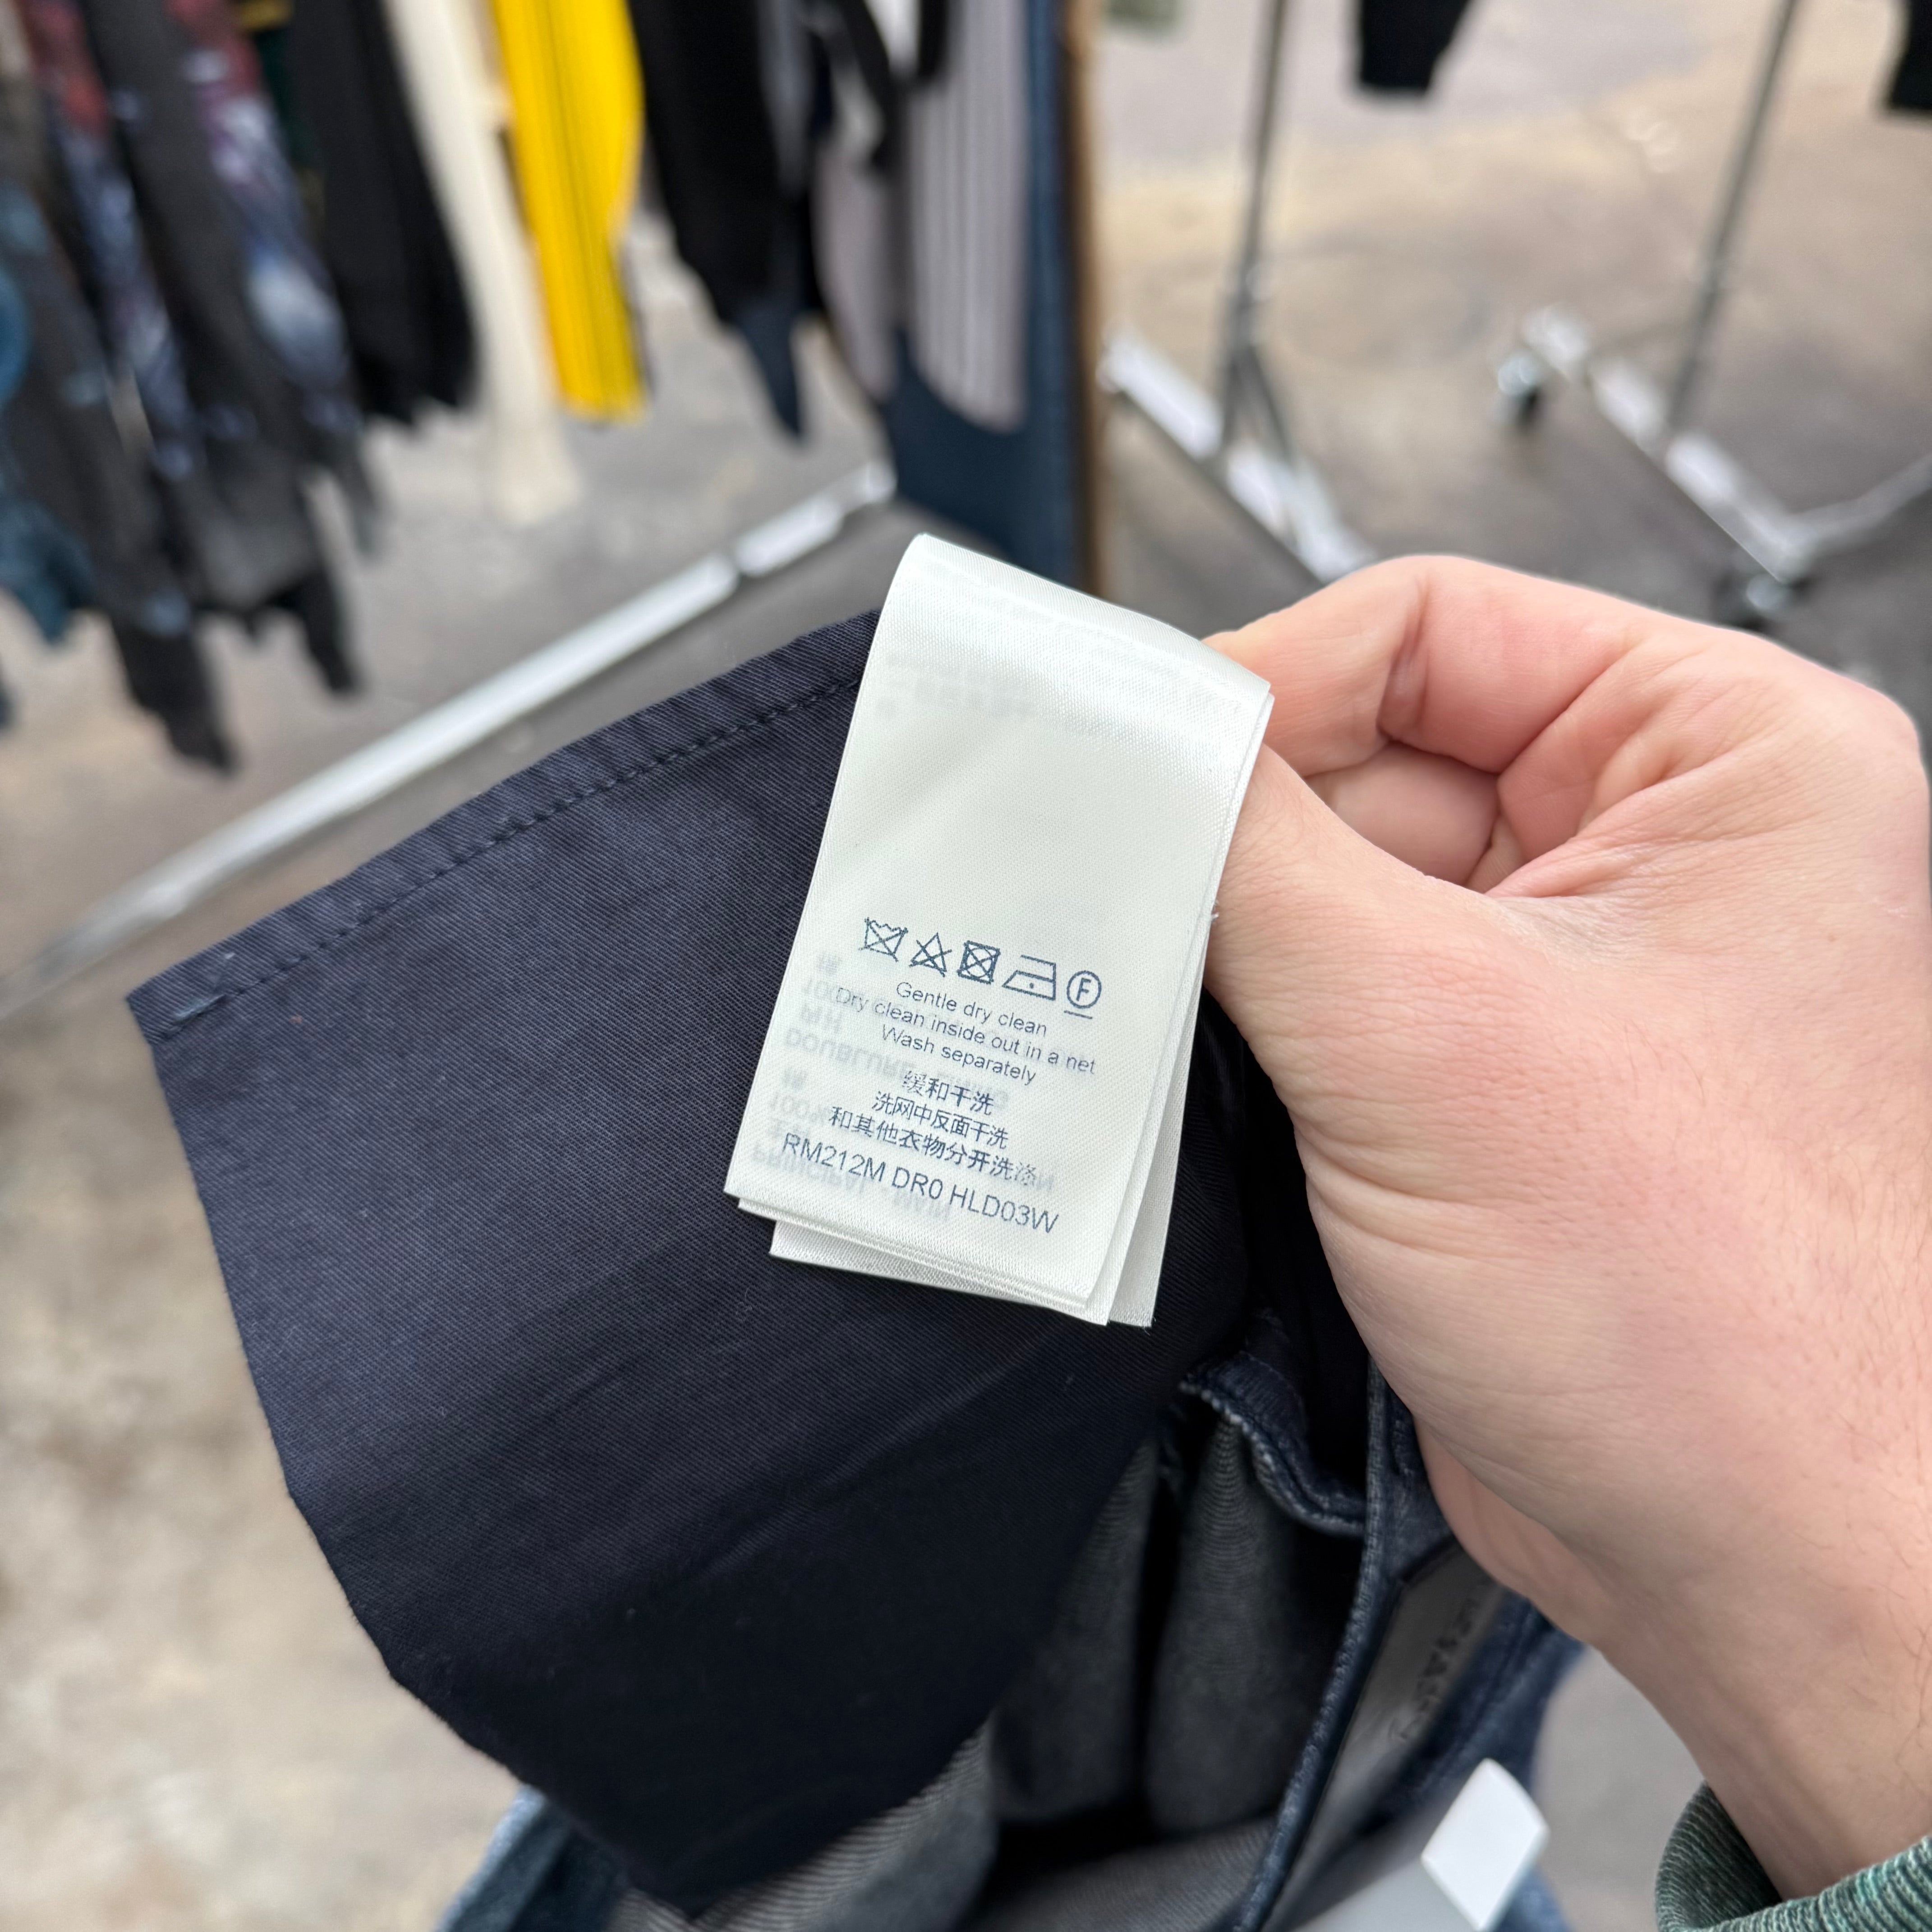 F
Gentle dry clean
Dry clean inside out in a net
Wash separately
缓和干洗
洗网中反面干洗
和其他衣物分开洗涤
RM212M DR0 HLD03W